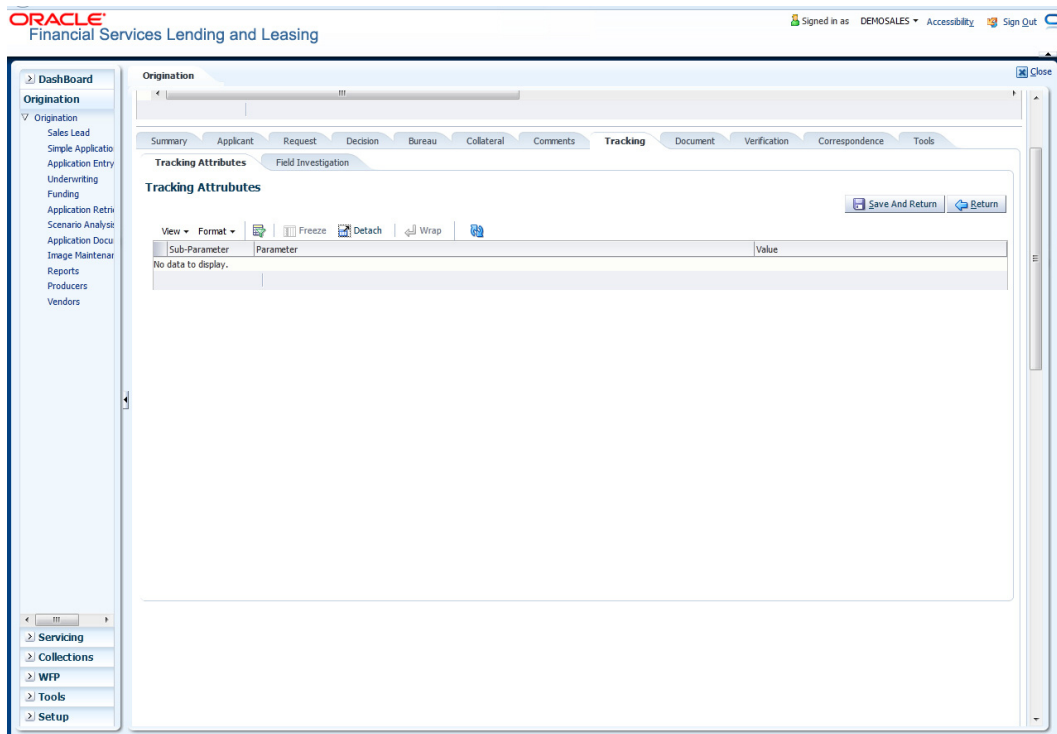 ORACLE®
Financial Services Lending and Leasing
Signed in as DEMOSALES Accessibility Sign Out
DashBoard
Origination
Origination
Sales Lead
Simple Applicatio
Application Entry
Underwriting
Funding
Application Retri
Scenario Analysis
Application Docu
Image Maintenar
Reports
Producers
Vendors
Servicing
Collections
WFP
Tools
Setup
Origination
Close
Summary Applicant Request Decision Bureau Collateral Comments Tracking Document Verification Correspondence Tools
Tracking Attributes Field Investigation
Tracking Attrubutes
Save And Return Return
View Format Freeze Detach Wrap
Sub-Parameter Parameter Value
No data to display.